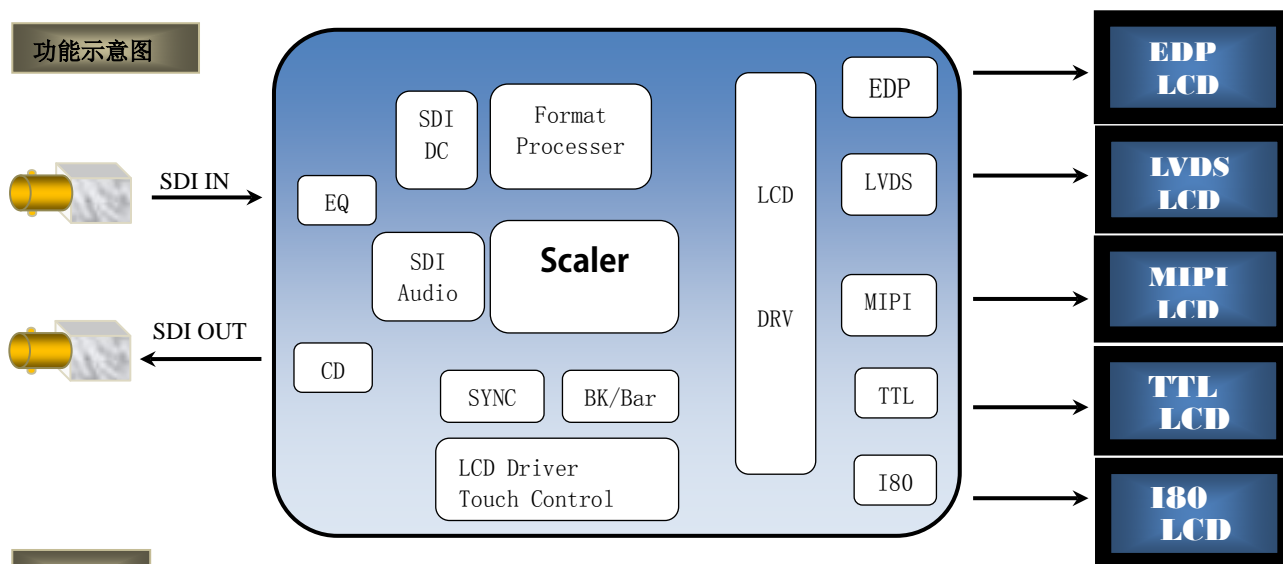 功能示意图
SDI IN
SDI OUT
EQ
CD
SDI
DC
Format
Processer
SDI
Audio
Scaler
SYNC
BK/Bar
LCD Driver
Touch Control
LCD
DRV
EDP
LVDS
MIPI
TTL
I80
EDP
LCD
LVDS
LCD
MIPI
LCD
TTL
LCD
I80
LCD